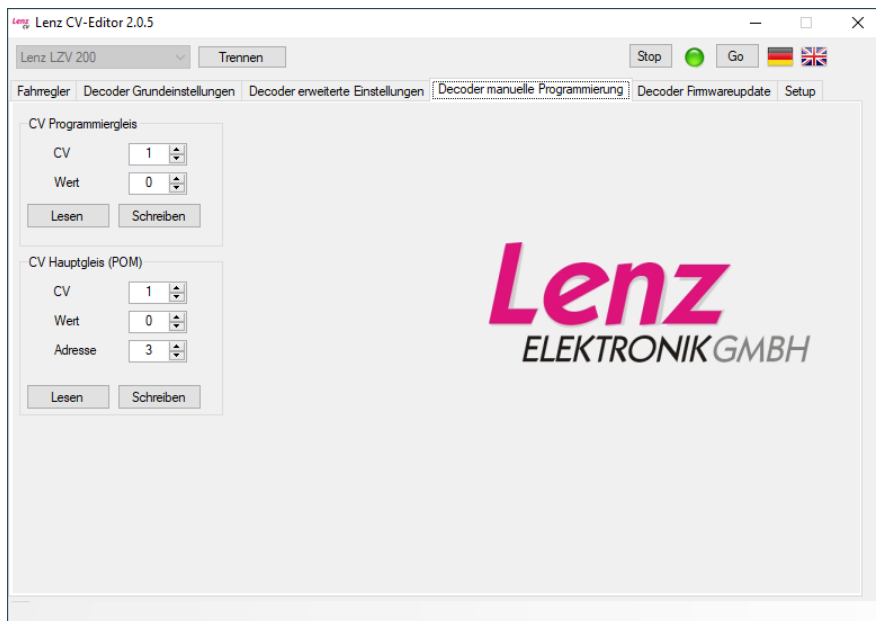 Lenz CV Lenz CV-Editor 2.0.5
Lenz LZV 200 Trennen Stop Go
Fahrregler Decoder Grundeinstellungen Decoder erweiterte Einstellungen Decoder manuelle Programmierung Decoder Firmwareupdate Setup
CV Programmiergleis
CV 1
Wert 0
Lesen Schreiben
CV Hauptgleis (POM)
CV 1
Wert 0
Adresse 3
Lesen Schreiben
Lenz
ELEKTRONIK GMBH